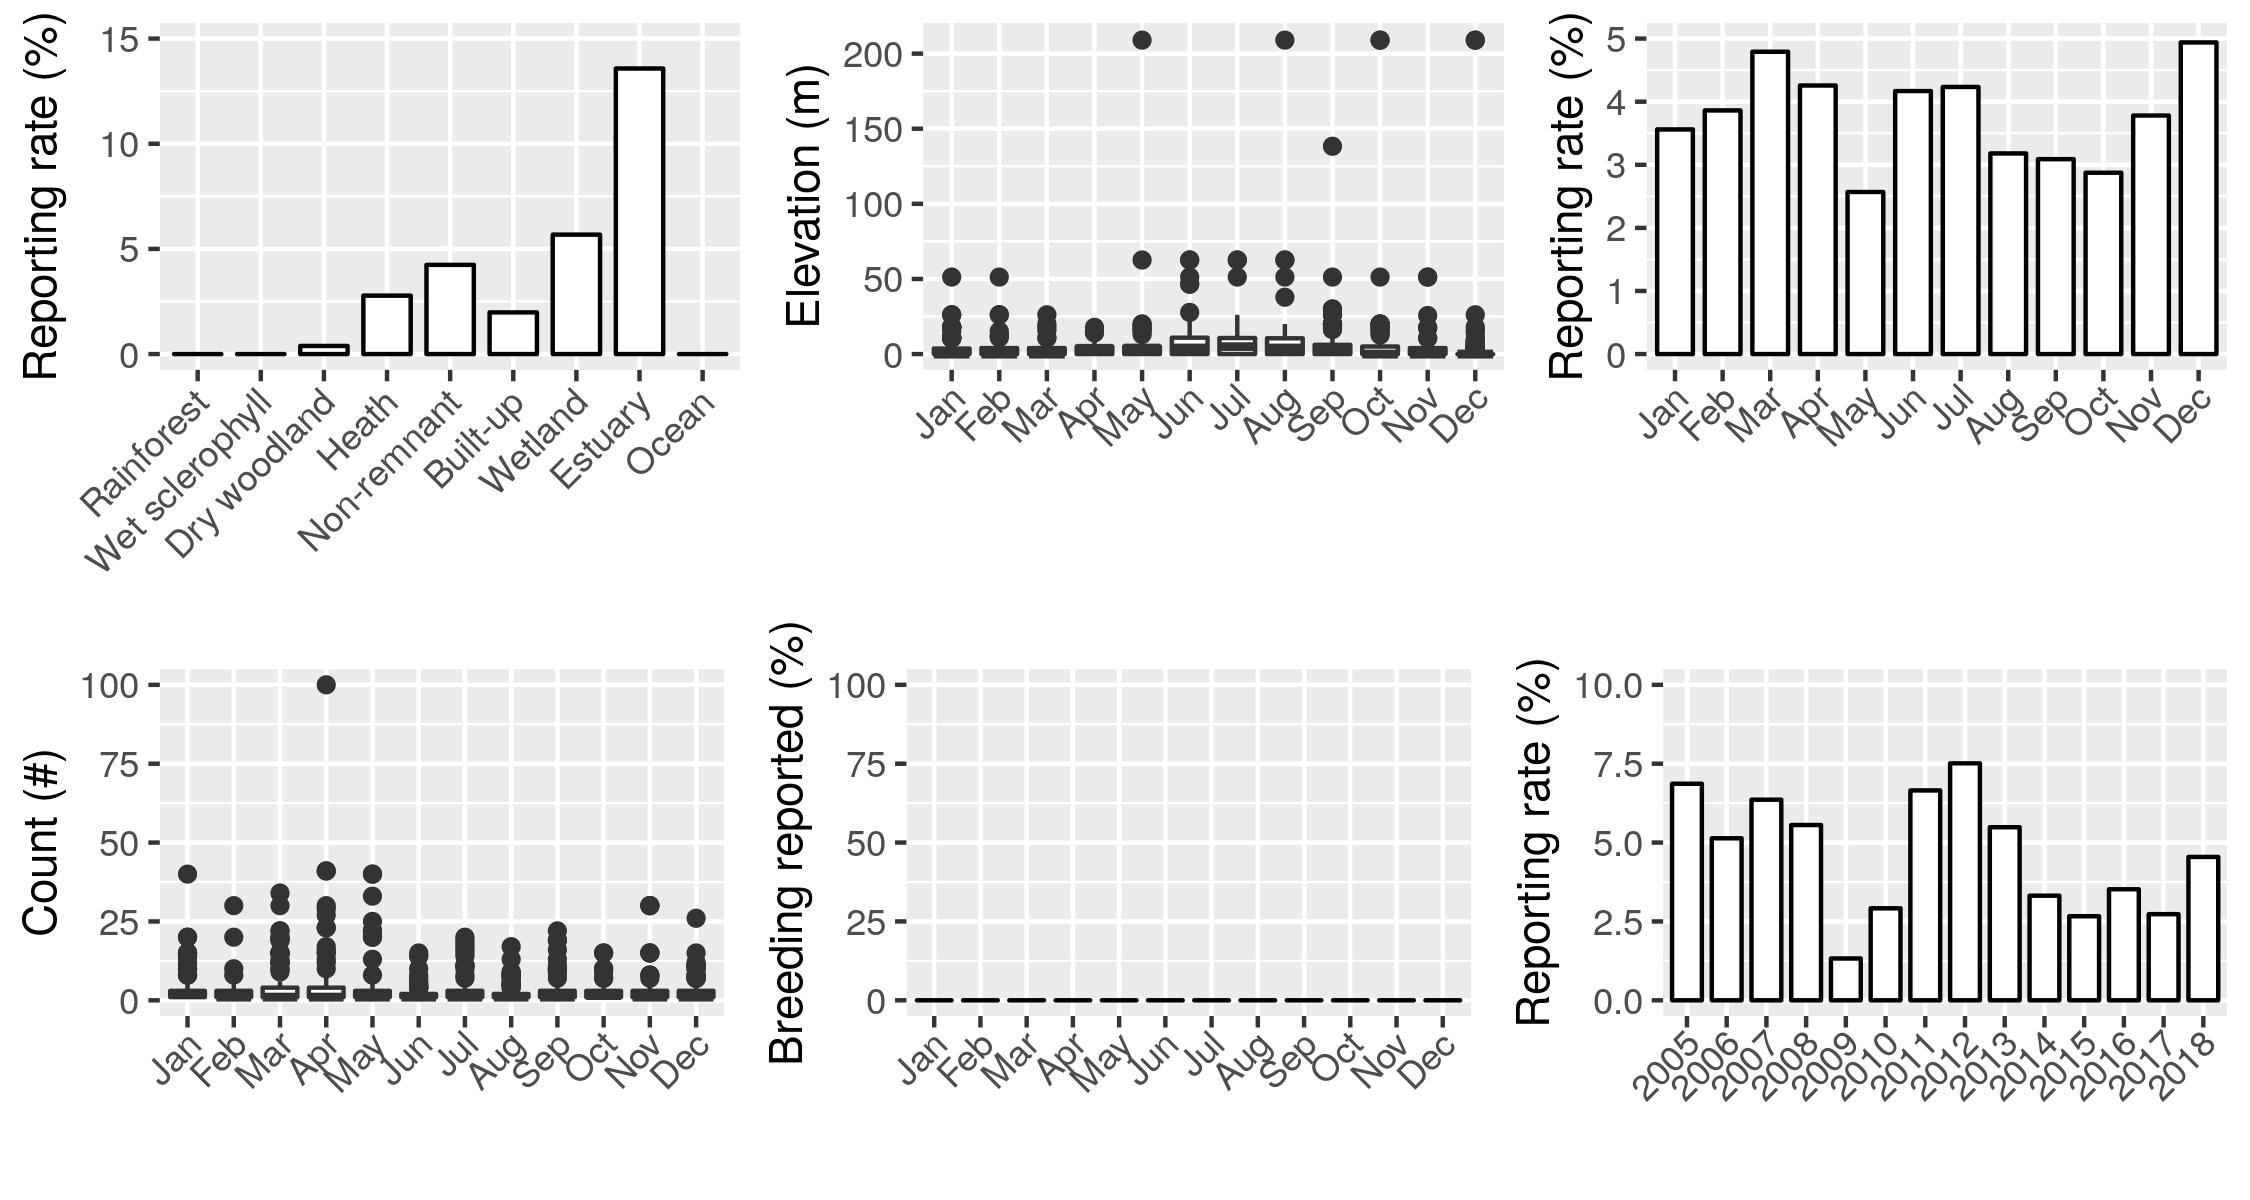 Reporting rate (%)
15
10
5
0
Rainforest
Wet sclerophyll
Dry woodland
Heath
Non-remnant
Built-up
Wetland
Estuary
Ocean
Elevation (m)
200
150
100
50
0
Jan
Feb
Mar
Apr
May
Jun
Jul
Aug
Sep
Oct
Nov
Dec
Reporting rate (%)
5
4
3
2
1
0
Jan
Feb
Mar
Apr
May
Jun
Jul
Aug
Sep
Oct
Nov
Dec
Count (#)
100
75
50
25
0
Jan
Feb
Mar
Apr
May
Jun
Jul
Aug
Sep
Oct
Nov
Dec
Breeding reported (%)
100
75
50
25
0
Jan
Feb
Mar
Apr
May
Jun
Jul
Aug
Sep
Oct
Nov
Dec
Reporting rate (%)
10.0
7.5
5.0
2.5
0.0
2005
2006
2007
2008
2009
2010
2011
2012
2013
2014
2015
2016
2017
2018